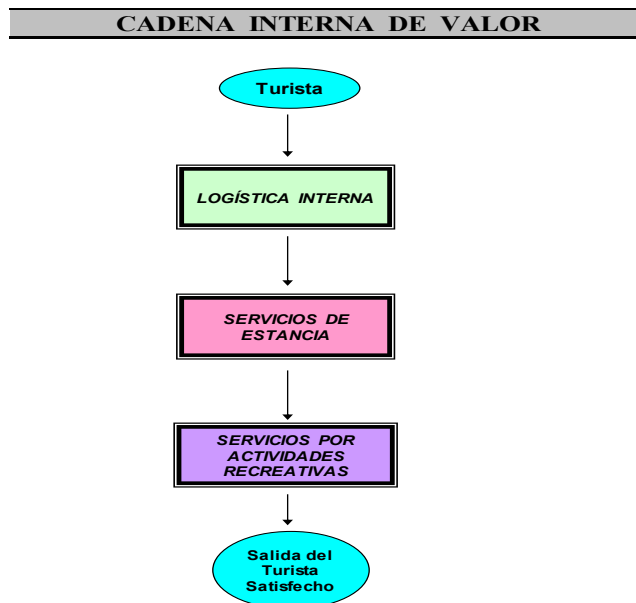 CADENA INTERNA DE VALOR
Turista
LOGÍSTICA INTERNA
SERVICIOS DE
ESTANCIA
SERVICIOS POR
ACTIVIDADES
RECREATIVAS
Salida del
Turista
Satisfecho